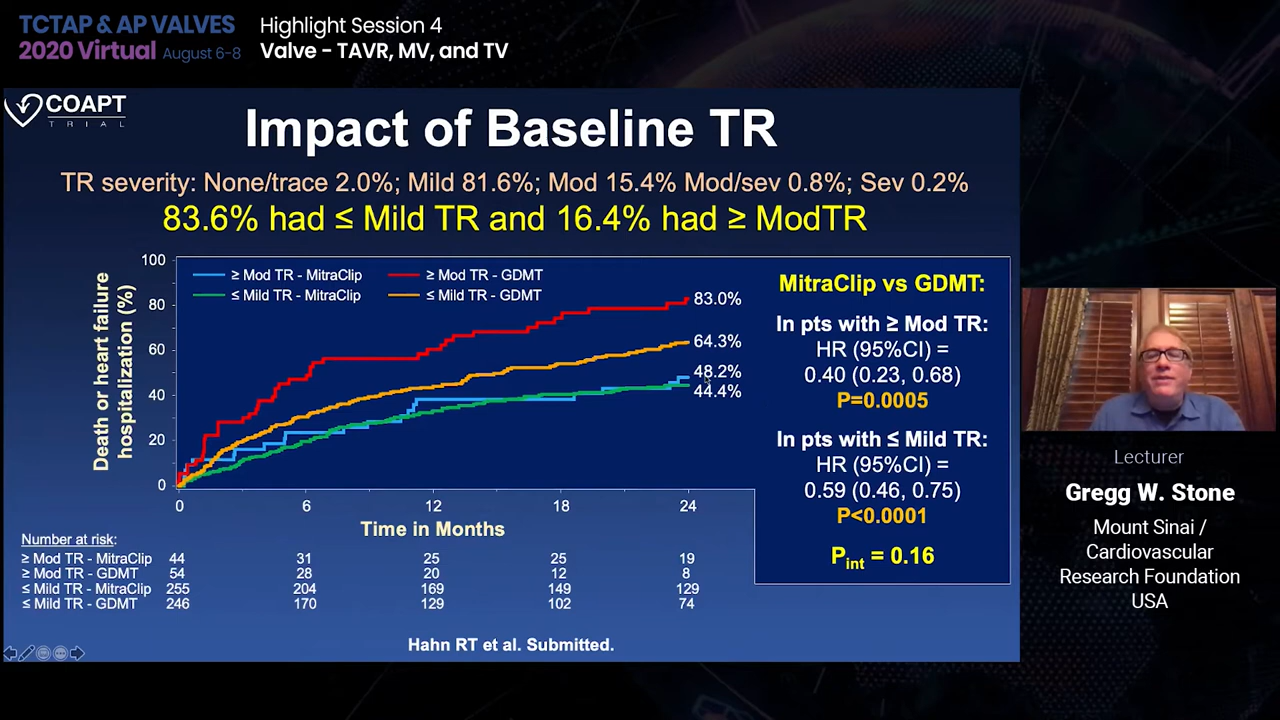 TCTAP & AP VALVES
2020 Virtual August 6-8
Highlight Session 4
Valve - TAVR, MV, and TV
COAPT
TRIAL
Impact of Baseline TR
TR severity: None/trace 2.0%; Mild 81.6%; Mod 15.4% Mod/sev 0.8%; Sev 0.2%
83.6% had ≤ Mild TR and 16.4% had ≥ ModTR
Death or heart failure
hospitalization (%)
100
80
60
40
20
0
≥ Mod TR - MitraClip
≥ Mod TR - GDMT
≤ Mild TR - MitraClip
≤ Mild TR - GDMT
83.0%
64.3%
48.2%
44.4%
0 6 12 18 24
Time in Months
MitraClip vs GDMT:
In pts with ≥ Mod TR:
HR (95%CI) =
0.40 (0.23, 0.68)
P=0.0005
In pts with ≤ Mild TR:
HR (95%CI) =
0.59 (0.46, 0.75)
P<0.0001
Pint = 0.16
Number at risk:
≥ Mod TR - MitraClip 44 31 25 25 19
≥ Mod TR - GDMT 54 28 20 12 8
≤ Mild TR - MitraClip 255 204 169 149 129
≤ Mild TR - GDMT 246 170 129 102 74
Hahn RT et al. Submitted.
Lecturer
Gregg W. Stone
Mount Sinai /
Cardiovascular
Research Foundation
USA